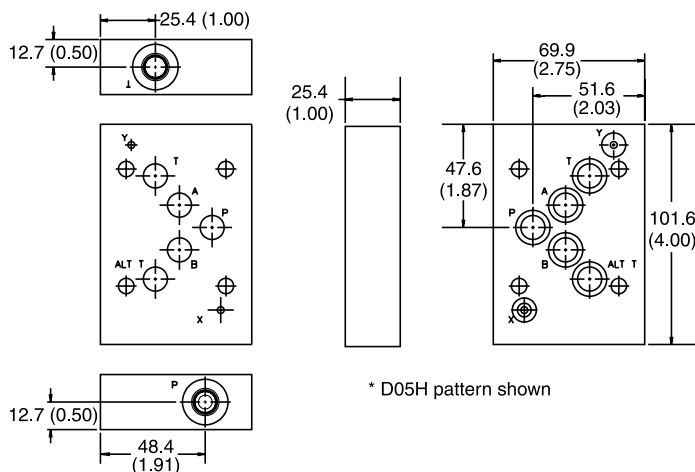 25.4 (1.00)
12.7 (0.50)
T
Y
T
A
P
B
ALT T
X
P
12.7 (0.50)
48.4
(1.91)
25.4
(1.00)
69.9
(2.75)
51.6
(2.03)
47.6
(1.87)
Y
T
A
P
B
ALT T
X
101.6
(4.00)
* D05H pattern shown